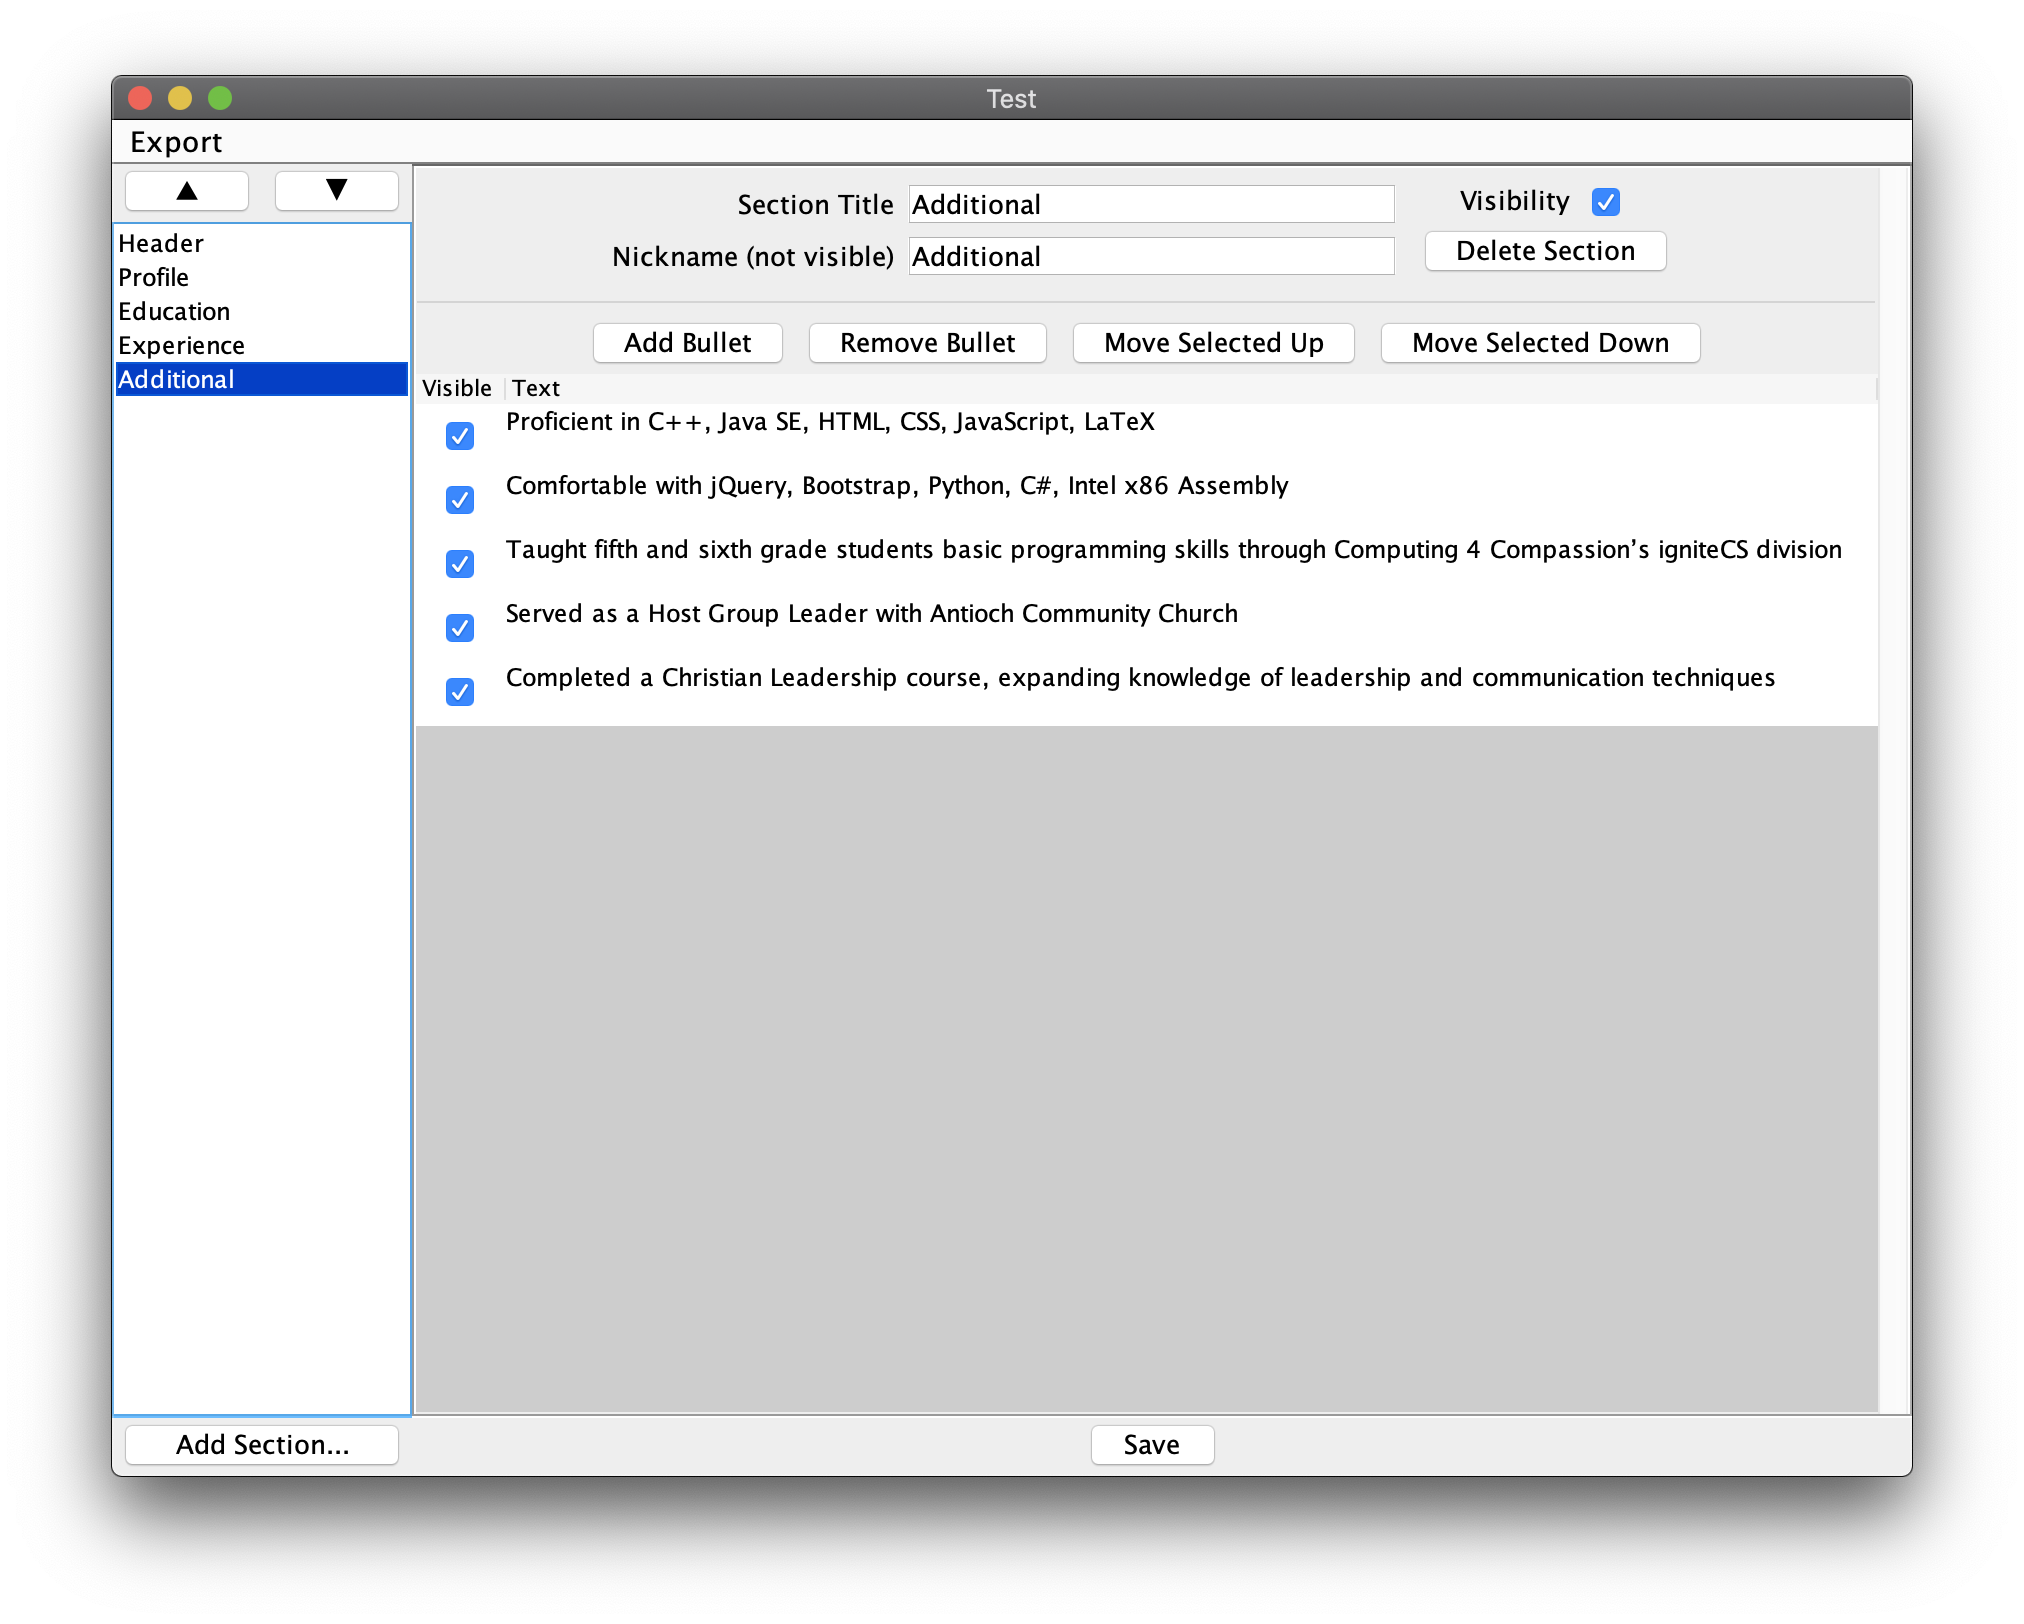 Test
Export
▲ ▼
Header
Profile
Education
Experience
Additional
Section Title Additional
Visibility
Nickname (not visible) Additional
Delete Section
Add Bullet Remove Bullet Move Selected Up Move Selected Down
Visible Text
Proficient in C++, Java SE, HTML, CSS, JavaScript, LaTeX
Comfortable with jQuery, Bootstrap, Python, C#, Intel x86 Assembly
Taught fifth and sixth grade students basic programming skills through Computing 4 Compassion’s igniteCS division
Served as a Host Group Leader with Antioch Community Church
Completed a Christian Leadership course, expanding knowledge of leadership and communication techniques
Add Section... Save